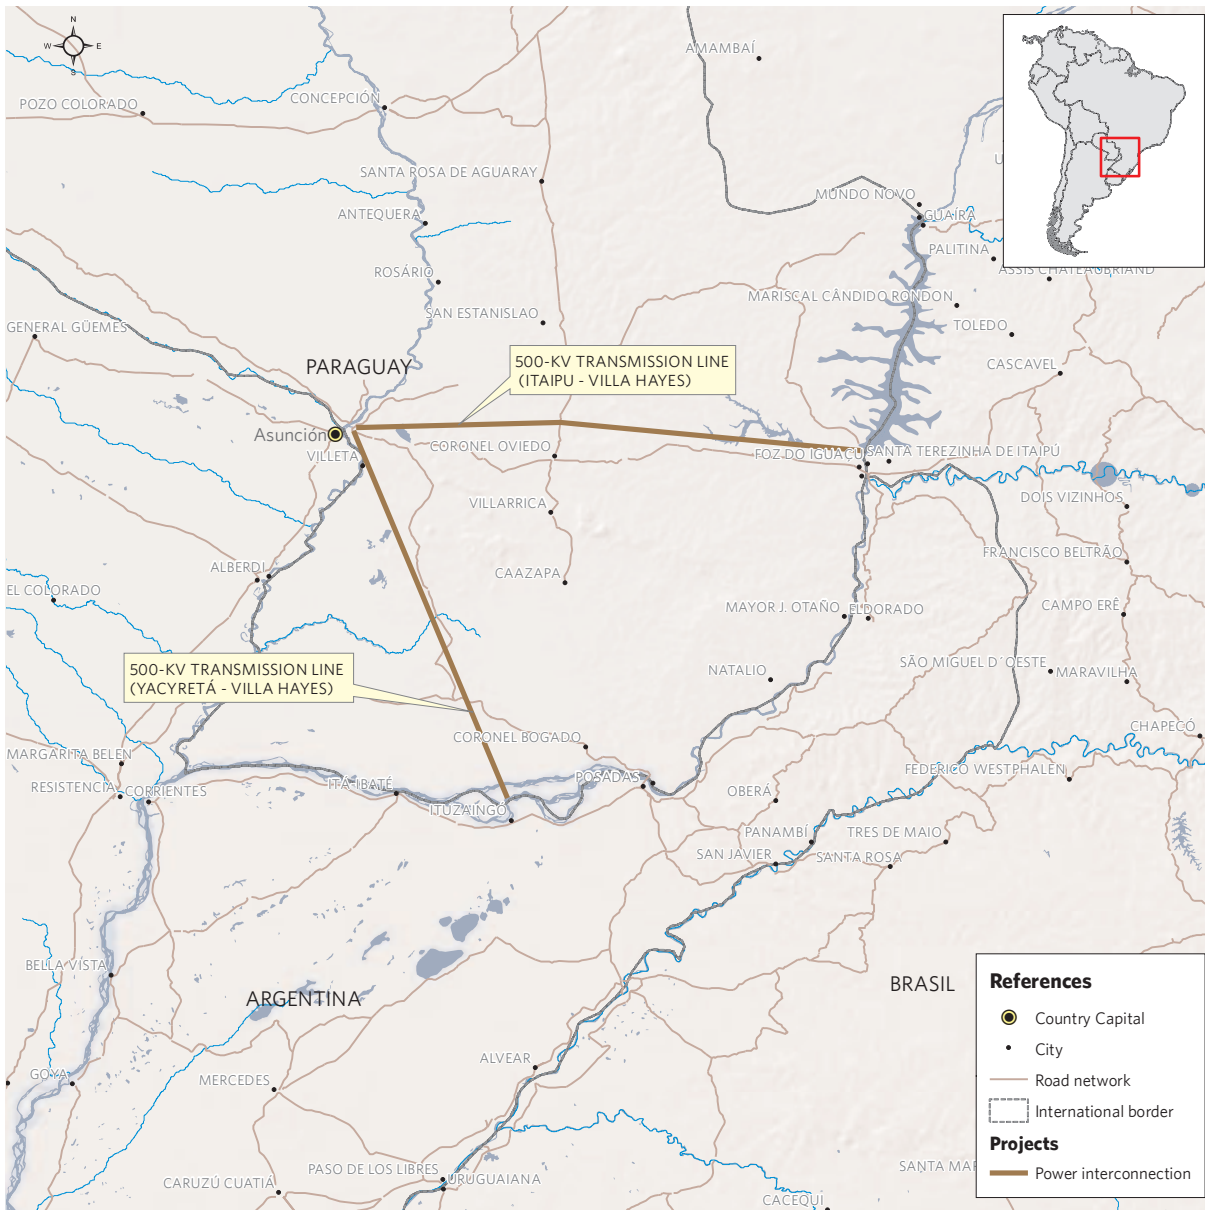 N
W
E
S
AMAMBAÍ
POZO COLORADO
CONCEPCIÓN
SANTA ROSA DE AGUARAY
MUNDO NOVO
ANTEQUERA
GUAÍRA
PALITINA
ROSÁRIO
ASSIS CHATEAUBRIAND
MARISCAL CÂNDIDO RONDON
SAN ESTANISLAO
GENERAL GÜEMES
TOLEDO
CASCAVEL
PARAGUAY
500-KV TRANSMISSION LINE
(ITAIPU - VILLA HAYES)
Asunción
CORONEL OVIEDO
VILLETA
FOZ DO IGUAÇU
SANTA TEREZINHA DE ITAIPÚ
VILLARRICA
DOIS VIZINHOS
FRANCISCO BELTRÃO
ALBERDI
CAAZAPA
EL COLORADO
MAYOR J. OTAÑO
ELDORADO
CAMPO ERÊ
500-KV TRANSMISSION LINE
(YACYRETÁ - VILLA HAYES)
NATALIO
SÃO MIGUEL D´OESTE
MARAVILHA
CHAPECÓ
CORONEL BOGADO
MARGARITA BELEN
FEDERICO WESTPHALEN
RESISTENCIA
CORRIENTES
ITÁ-IBATÉ
POSADAS
OBERÁ
ITUZAINGÓ
PANAMBÍ
TRES DE MAIO
SAN JAVIER
SANTA ROSA
BELLA VÍSTA
ARGENTINA
BRASIL
ALVEAR
GOYA
MERCEDES
PASO DE LOS LIBRES
URUGUAIANA
CARUZÚ CUATIÁ
CACEQUÍ
SANTA MAR
References
Country Capital
City
Road network
International border
Projects
Power interconnection